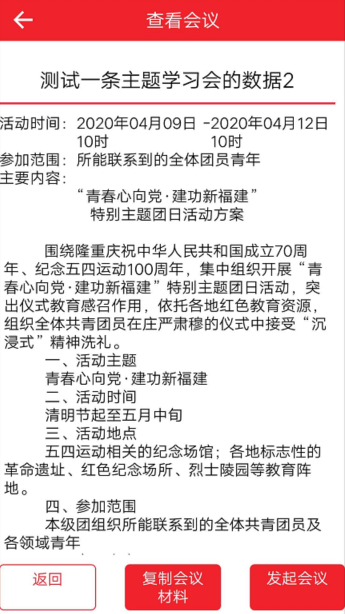 查看会议
测试一条主题学习会的数据2
活动时间：2020年04月09日 -2020年04月12日
10时 10时
参加范围：所能联系到的全体团员青年
主要内容：
“青春心向党·建功新福建”
特别主题团日活动方案
围绕隆重庆祝中华人民共和国成立70周
年、纪念五四运动100周年，集中组织开展“青
春心向党·建功新福建”特别主题团日活动，突
出仪式教育感召作用，依托各地红色教育资源，
组织全体共青团员在庄严肃穆的仪式中接受“沉
浸式”精神洗礼。
一、活动主题
青春心向党·建功新福建
二、活动时间
清明节起至五月中旬
三、活动地点
五四运动相关的纪念场馆；各地标志性的
革命遗址、红色纪念场所、烈士陵园等教育阵
地。
四、参加范围
本级团组织所能联系到的全体共青团员及
各领域青年
返回
复制会议
材料
发起会议